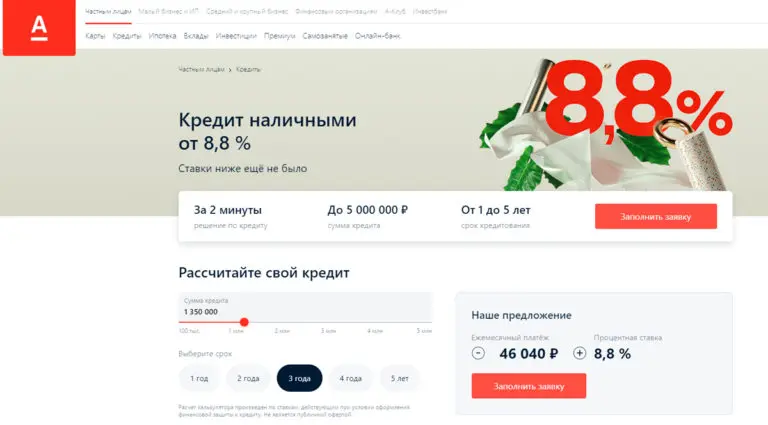 А
Частным лицам Малый бизнес и ИП Средний и крупный бизнес Финансовым организациям А-Клуб Инвестбанк
Карты Кредиты Ипотека Вклады Инвестиции Премиум Самозанятые Онлайн-банк
Частным лицам > Кредиты
8,8%
Кредит наличными
от 8,8 %
Ставки ниже ещё не было
За 2 минуты До 5 000 000 ₽ От 1 до 5 лет Заполнить заявку
решение по кредиту сумма кредита срок кредитования
Рассчитайте свой кредит
Сумма кредита
1 350 000
100 тыс. 1 млн 2 млн 3 млн 4 млн 5 млн
Выберите срок
1 год 2 года 3 года 4 года 5 лет
Расчет калькулятора произведен по ставкам, действующим при условии оформления
финансовой защиты к кредиту, не является публичной офертой.
Наше предложение
Ежемесячный платёж Процентная ставка
− 46 040 ₽ + 8,8 %
Заполнить заявку